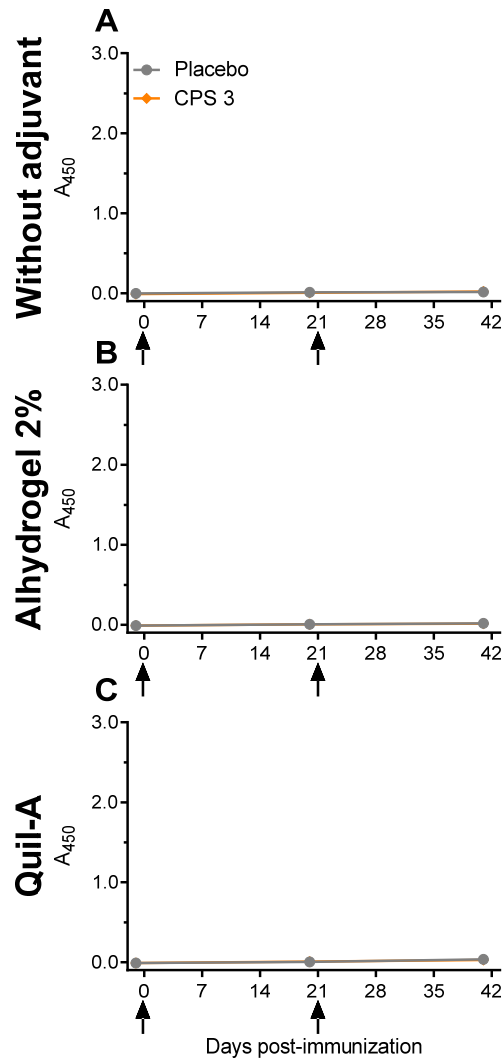 A
Without adjuvant
A450
3.0
2.0
1.0
0.0
Placebo
CPS 3
0 7 14 21 28 35 42
B
Alhydrogel 2%
A450
3.0
2.0
1.0
0.0
0 7 14 21 28 35 42
C
Quil-A
A450
3.0
2.0
1.0
0.0
0 7 14 21 28 35 42
Days post-immunization